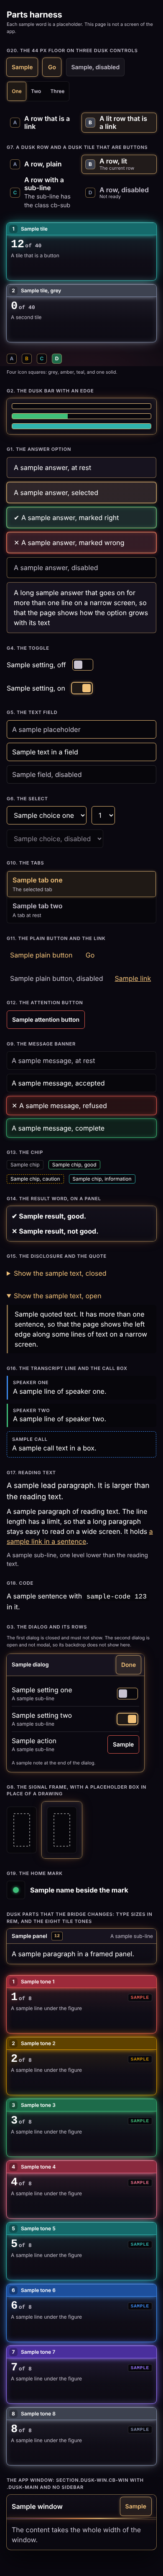 Parts harness
Each sample word is a placeholder. This page is not a screen of the
app.
G20. THE 44 PX FLOOR ON THREE DUSK CONTROLS
Sample
Go
Sample, disabled
One
Two
Three
A
A row that is a
link
B
A lit row that is
a link
G7. A DUSK ROW AND A DUSK TILE THAT ARE BUTTONS
A
A row, plain
B
A row, lit
The current row
C
A row with a
sub-line
The sub-line has
the class cb-sub
D
A row, disabled
Not ready
1 Sample tile
12 of 40
A tile that is a button
2 Sample tile, grey
0 of 40
A second tile
A B C D
Four icon squares: grey, amber, teal, and one solid.
G2. THE DUSK BAR WITH AN EDGE
G1. THE ANSWER OPTION
A sample answer, at rest
A sample answer, selected
✔ A sample answer, marked right
✕ A sample answer, marked wrong
A sample answer, disabled
A long sample answer that goes on for
more than one line on a narrow screen, so
that the page shows how the option grows
with its text
G4. THE TOGGLE
Sample setting, off
Sample setting, on
G5. THE TEXT FIELD
A sample placeholder
Sample text in a field
Sample field, disabled
G6. THE SELECT
Sample choice one
1
Sample choice, disabled
G10. THE TABS
Sample tab one
The selected tab
Sample tab two
A tab at rest
G11. THE PLAIN BUTTON AND THE LINK
Sample plain button
Go
Sample plain button, disabled
Sample link
G12. THE ATTENTION BUTTON
Sample attention button
G9. THE MESSAGE BANNER
A sample message, at rest
A sample message, accepted
✕ A sample message, refused
A sample message, complete
G13. THE CHIP
Sample chip
Sample chip, good
Sample chip, caution
Sample chip, information
G14. THE RESULT WORD, ON A PANEL
✔ Sample result, good.
✕ Sample result, not good.
G15. THE DISCLOSURE AND THE QUOTE
Show the sample text, closed
Show the sample text, open
Sample quoted text. It has more than one
sentence, so that the page shows the left
edge along some lines of text on a narrow
screen.
G16. THE TRANSCRIPT LINE AND THE CALL BOX
SPEAKER ONE
A sample line of speaker one.
SPEAKER TWO
A sample line of speaker two.
SAMPLE CALL
A sample call text in a box.
G17. READING TEXT
A sample lead paragraph. It is larger than
the reading text.
A sample paragraph of reading text. The line
length has a limit, so that a long paragraph
stays easy to read on a wide screen. It holds a
sample link in a sentence.
A sample sub-line, one level lower than the reading
text.
G18. CODE
A sample sentence with sample-code 123
in it.
G3. THE DIALOG AND ITS ROWS
The first dialog is closed and must not show. The second dialog is
open and not modal, so its backdrop does not show here.
Sample dialog
Done
Sample setting one
A sample sub-line
Sample setting two
A sample sub-line
Sample action
A sample sub-line
Sample
A sample note at the end of the dialog.
G8. THE SIGNAL FRAME, WITH A PLACEHOLDER BOX IN
PLACE OF A DRAWING
G19. THE HOME MARK
Sample name beside the mark
DUSK PARTS THAT THE BRIDGE CHANGES: TYPE SIZES IN
REM, AND THE EIGHT TILE TONES
Sample panel
12
A sample sub-line
A sample paragraph in a framed panel.
1 Sample tone 1
1 of 8
SAMPLE
A sample line under the figure
2 Sample tone 2
2 of 8
SAMPLE
A sample line under the figure
3 Sample tone 3
3 of 8
SAMPLE
A sample line under the figure
4 Sample tone 4
4 of 8
SAMPLE
A sample line under the figure
5 Sample tone 5
5 of 8
SAMPLE
A sample line under the figure
6 Sample tone 6
6 of 8
SAMPLE
A sample line under the figure
7 Sample tone 7
7 of 8
SAMPLE
A sample line under the figure
8 Sample tone 8
8 of 8
SAMPLE
A sample line under the figure
THE APP WINDOW: SECTION.DUSK-WIN.CB-WIN WITH
.DUSK-MAIN AND NO SIDEBAR
Sample window
Sample
The content takes the whole width of the
window.